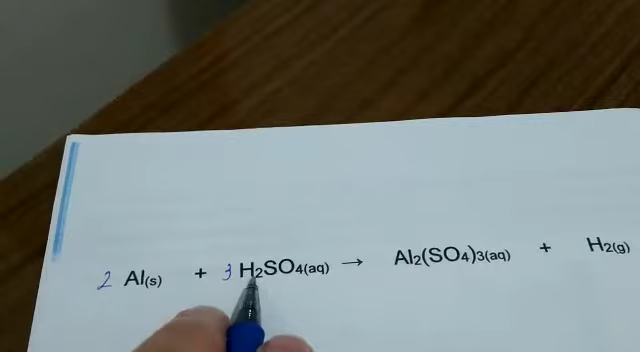 2 Al(s) + 3 H2SO4(aq) → Al2(SO4)3(aq) + H2(g)